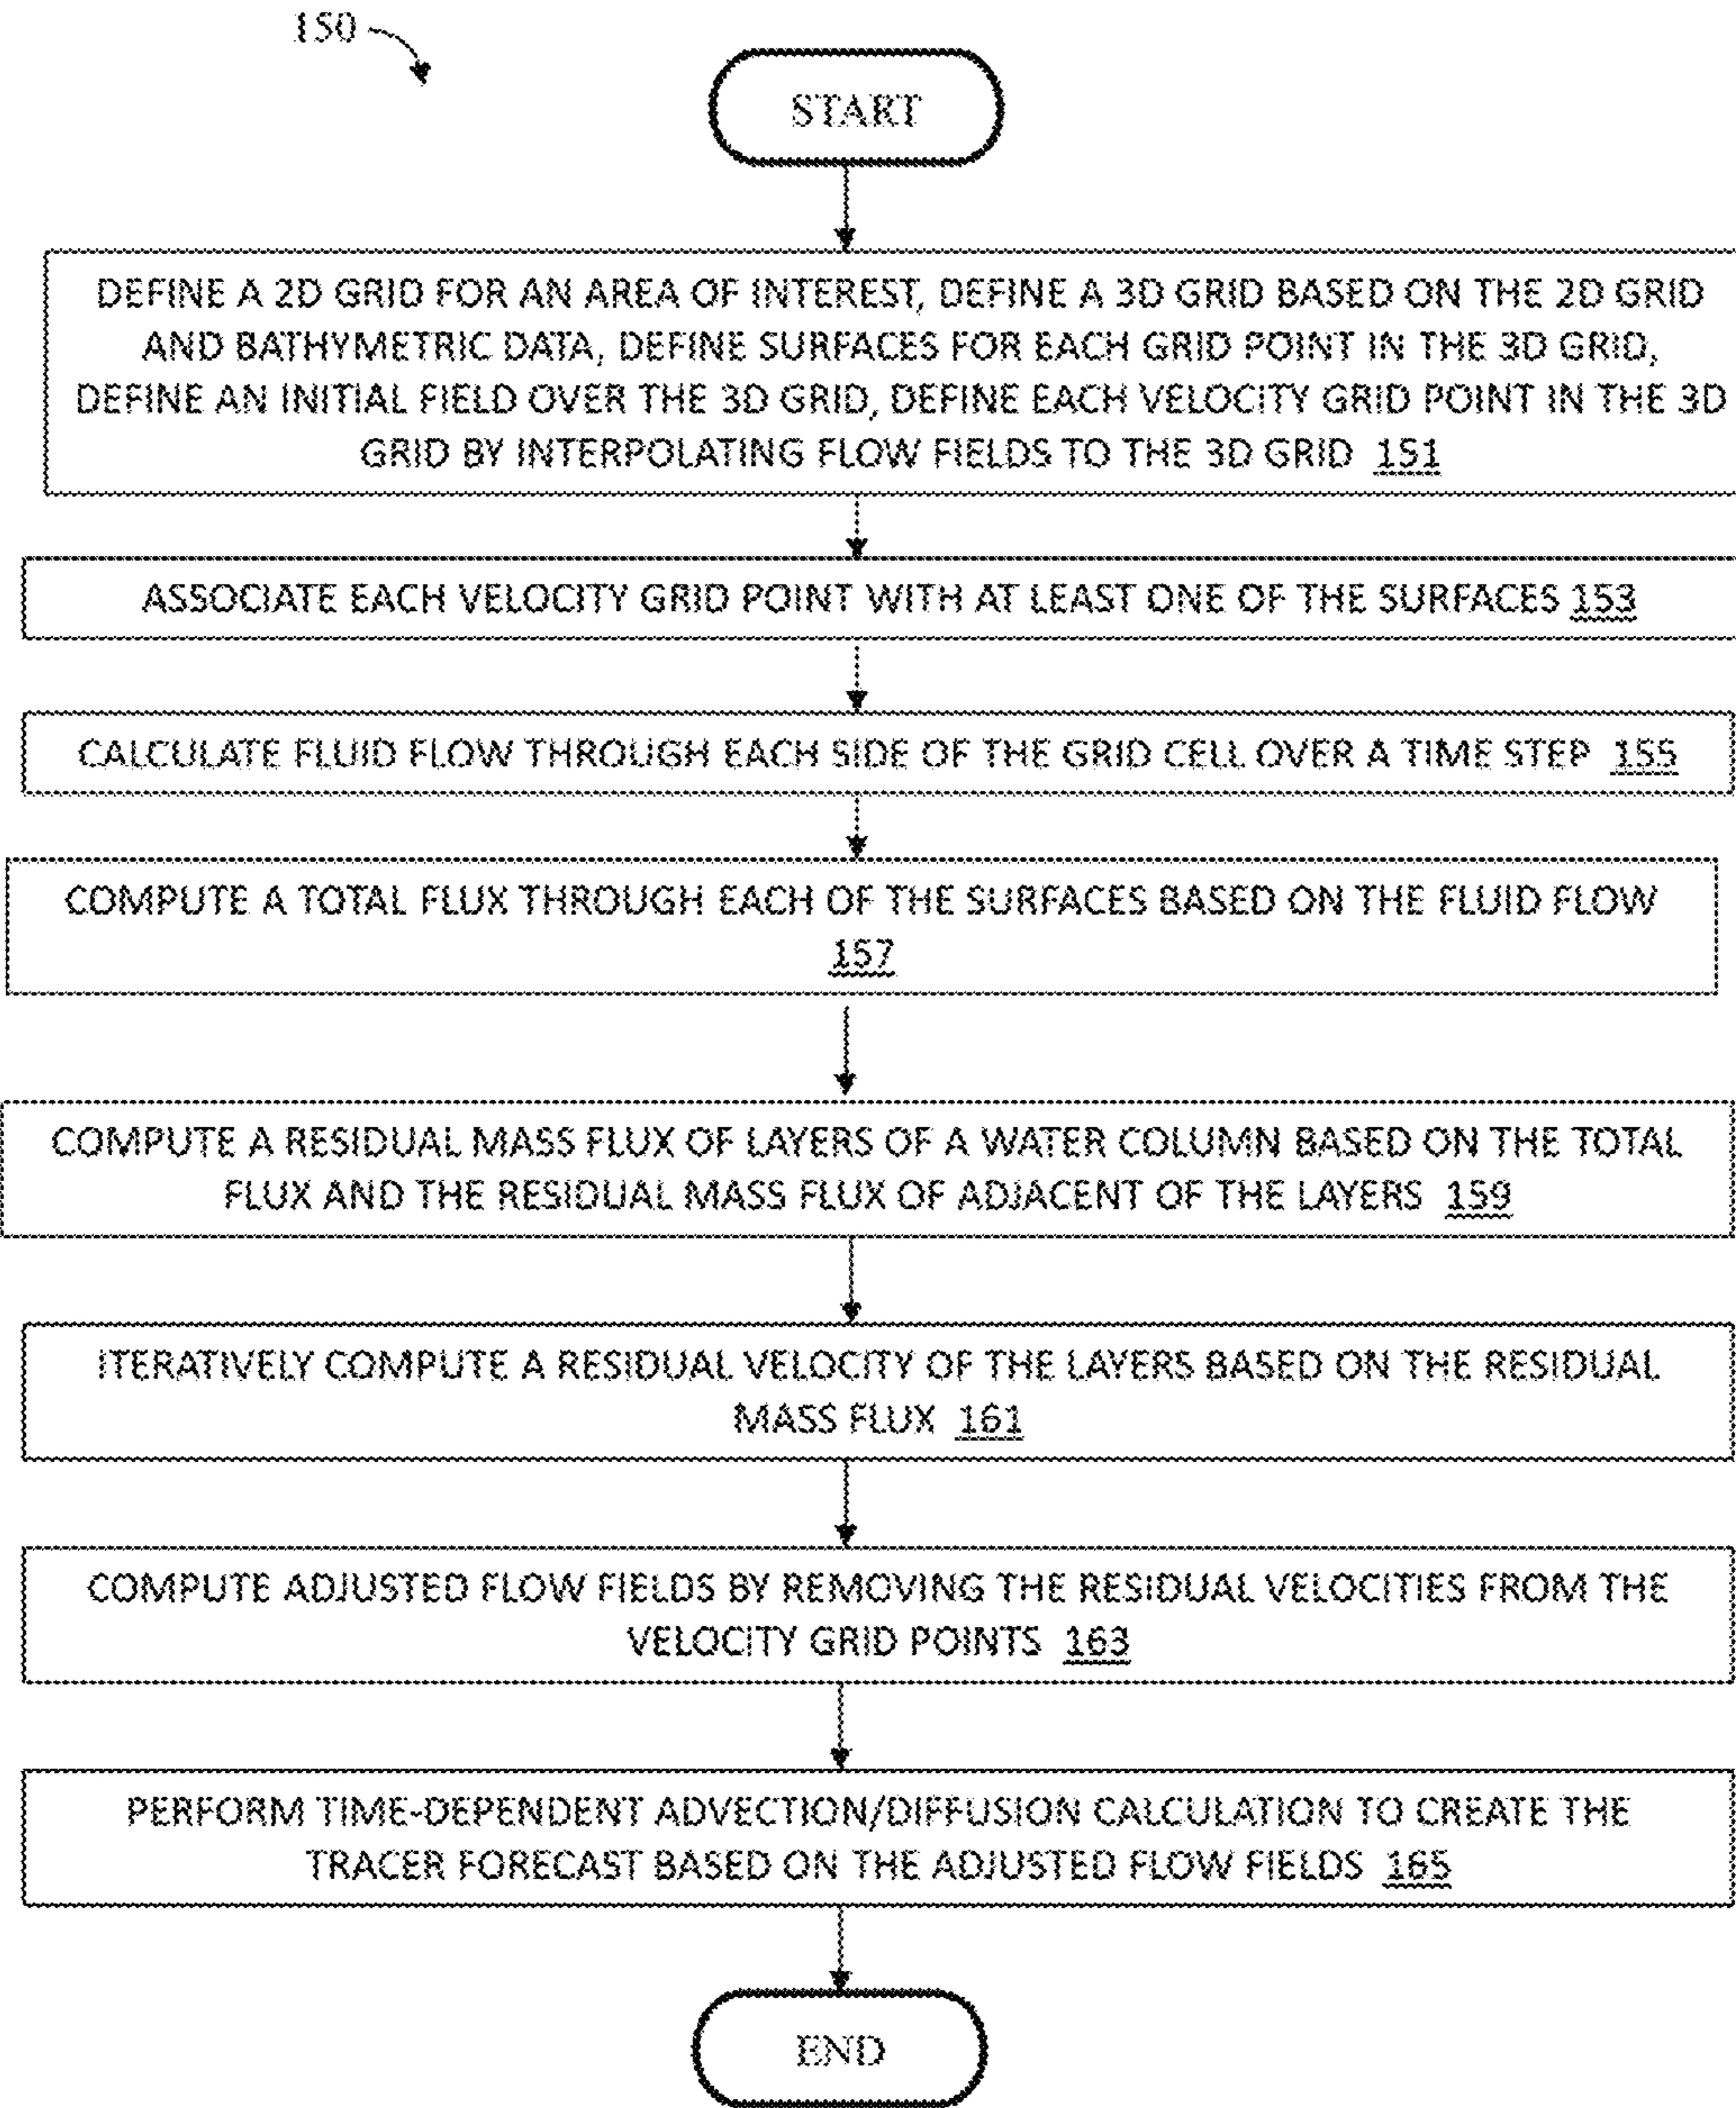 150
START
DEFINE A 2D GRID FOR AN AREA OF INTEREST, DEFINE A 3D GRID BASED ON THE 2D GRID
AND BATHYMETRIC DATA, DEFINE SURFACES FOR EACH GRID POINT IN THE 3D GRID,
DEFINE AN INITIAL FIELD OVER THE 3D GRID, DEFINE EACH VELOCITY GRID POINT IN THE 3D
GRID BY INTERPOLATING FLOW FIELDS TO THE 3D GRID 151
ASSOCIATE EACH VELOCITY GRID POINT WITH AT LEAST ONE OF THE SURFACES 153
CALCULATE FLUID FLOW THROUGH EACH SIDE OF THE GRID CELL OVER A TIME STEP 155
COMPUTE A TOTAL FLUX THROUGH EACH OF THE SURFACES BASED ON THE FLUID FLOW
157
COMPUTE A RESIDUAL MASS FLUX OF LAYERS OF A WATER COLUMN BASED ON THE TOTAL
FLUX AND THE RESIDUAL MASS FLUX OF ADJACENT OF THE LAYERS 159
ITERATIVELY COMPUTE A RESIDUAL VELOCITY OF THE LAYERS BASED ON THE RESIDUAL
MASS FLUX 161
COMPUTE ADJUSTED FLOW FIELDS BY REMOVING THE RESIDUAL VELOCITIES FROM THE
VELOCITY GRID POINTS 163
PERFORM TIME-DEPENDENT ADVECTION/DIFFUSION CALCULATION TO CREATE THE
TRACER FORECAST BASED ON THE ADJUSTED FLOW FIELDS 165
END